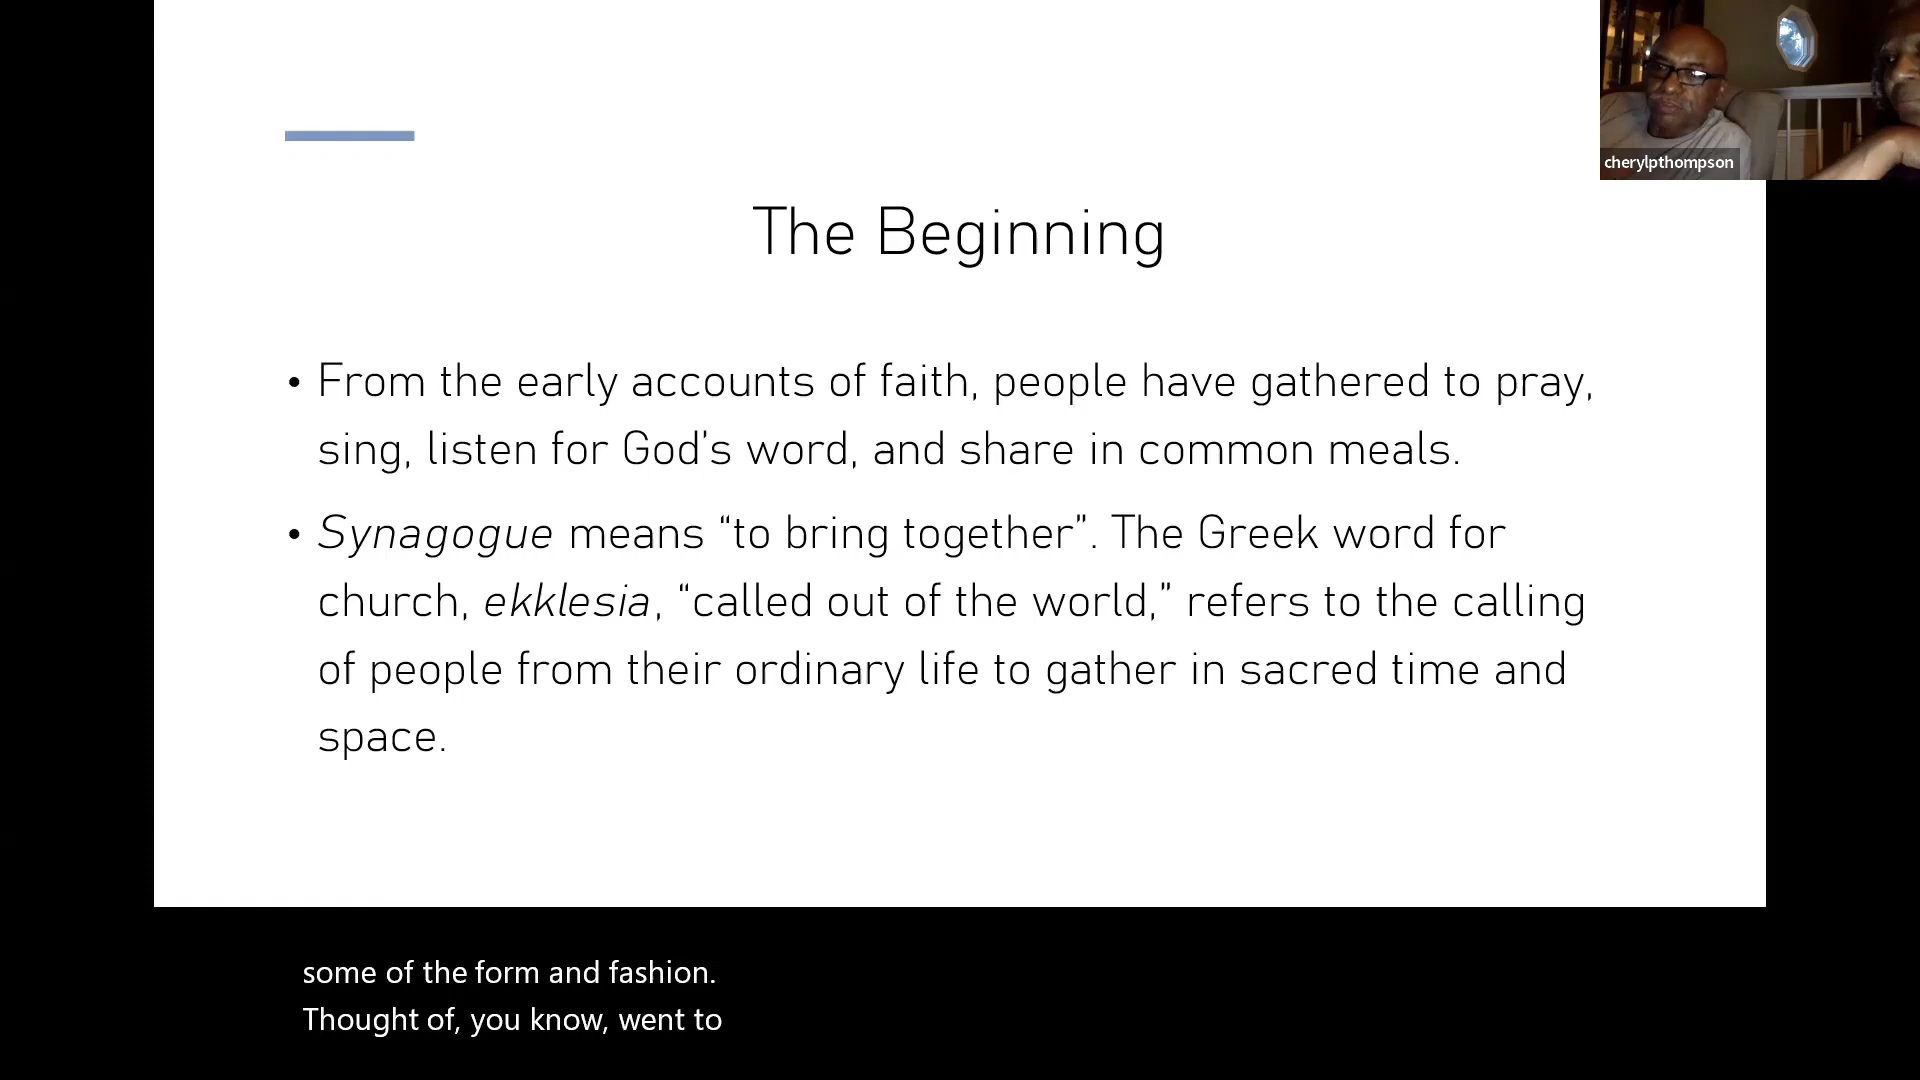 cherylpthompson
The Beginning
• From the early accounts of faith, people have gathered to pray,
sing, listen for God’s word, and share in common meals.
• Synagogue means “to bring together”. The Greek word for
church, ekklesia, “called out of the world,” refers to the calling
of people from their ordinary life to gather in sacred time and
space.
some of the form and fashion.
Thought of, you know, went to